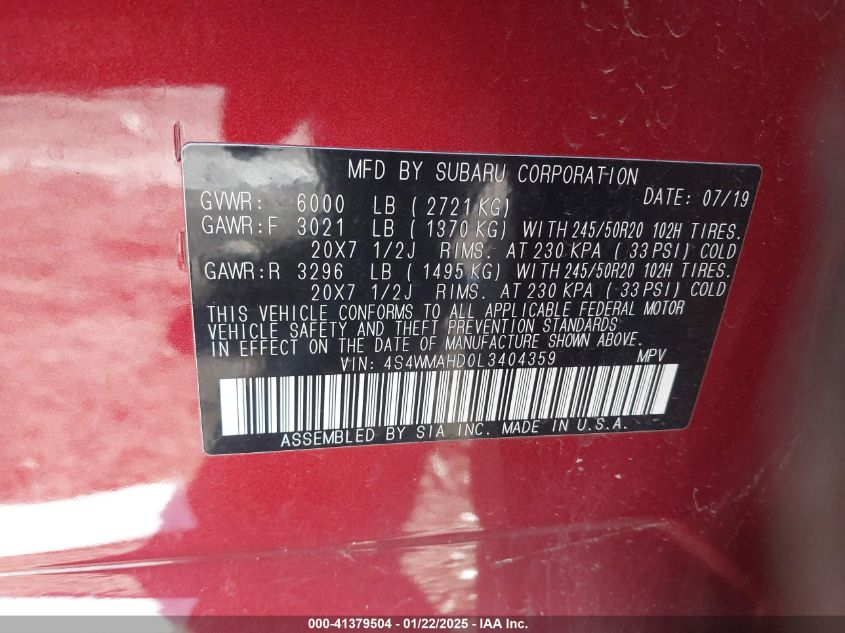 MFD BY SUBARU CORPORATION
GVWR: 6000 LB ( 2721 KG) DATE: 07/19
GAWR:F 3021 LB ( 1370 KG) WITH 245/50R20 102H TIRES.
20X7 1/2J RIMS. AT 230 KPA ( 33 PSI) COLD
GAWR:R 3296 LB ( 1495 KG) WITH 245/50R20 102H TIRES.
20X7 1/2J RIMS. AT 230 KPA ( 33 PSI) COLD
THIS VEHICLE CONFORMS TO ALL APPLICABLE FEDERAL MOTOR
VEHICLE SAFETY AND THEFT PREVENTION STANDARDS
IN EFFECT ON THE DATE OF MANUFACTURE SHOWN ABOVE.
VIN: 4S4WMAHD0L3404359 MPV
ASSEMBLED BY SIA INC. MADE IN U.S.A.
000-41379504 - 01/22/2025 - IAA Inc.